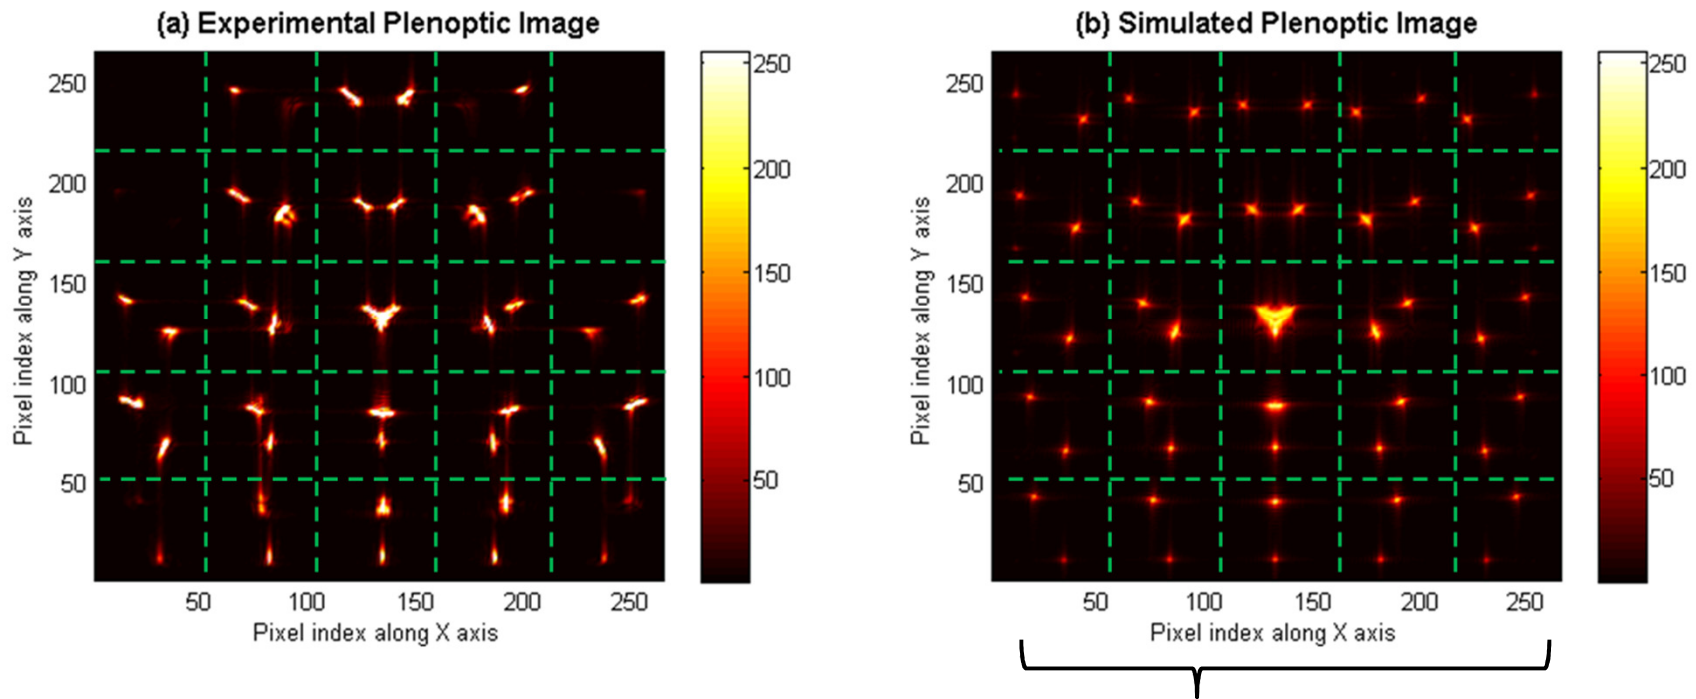 (a) Experimental Plenoptic Image
250
200
150
100
50
Pixel index along Y axis
50 100 150 200 250
Pixel index along X axis
250
200
150
100
50
(b) Simulated Plenoptic Image
250
200
150
100
50
Pixel index along Y axis
50 100 150 200 250
Pixel index along X axis
250
200
150
100
50